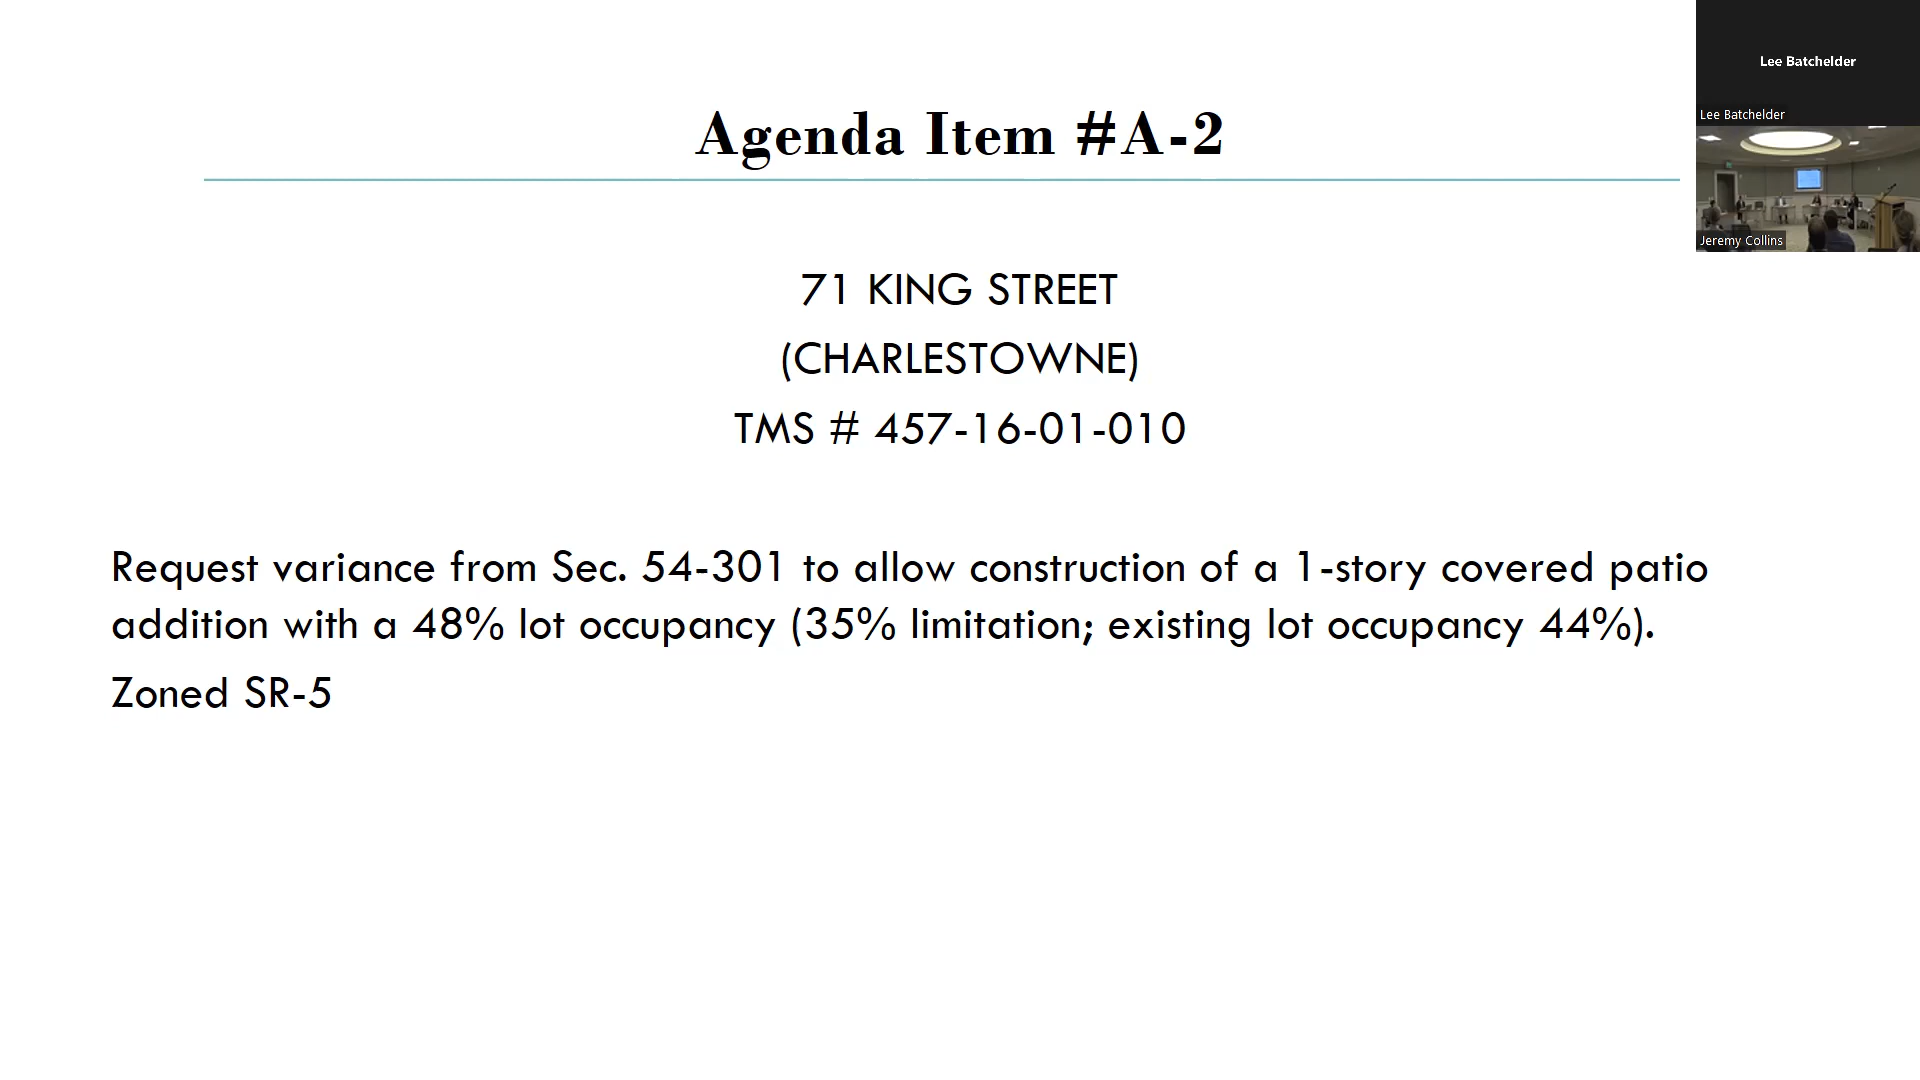 Agenda Item #A-2
Lee Batchelder
Lee Batchelder
Jeremy Collins
71 KING STREET
(CHARLESTOWNE)
TMS # 457-16-01-010
Request variance from Sec. 54-301 to allow construction of a 1-story covered patio
addition with a 48% lot occupancy (35% limitation; existing lot occupancy 44%).
Zoned SR-5